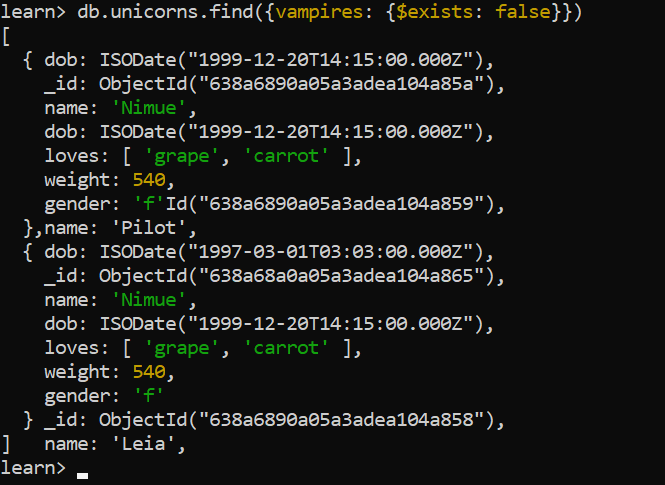 learn> db.unicorns.find({vampires: {$exists: false}})
[
  { dob: ISODate("1999-12-20T14:15:00.000Z"),
    _id: ObjectId("638a6890a05a3adea104a85a"),
    name: 'Nimue',
    dob: ISODate("1999-12-20T14:15:00.000Z"),
    loves: [ 'grape', 'carrot' ],
    weight: 540,
    gender: 'f'Id("638a6890a05a3adea104a859"),
  },name: 'Pilot',
  { dob: ISODate("1997-03-01T03:03:00.000Z"),
    _id: ObjectId("638a68a0a05a3adea104a865"),
    name: 'Nimue',
    dob: ISODate("1999-12-20T14:15:00.000Z"),
    loves: [ 'grape', 'carrot' ],
    weight: 540,
    gender: 'f'
  } _id: ObjectId("638a6890a05a3adea104a858"),
]   name: 'Leia',
learn>